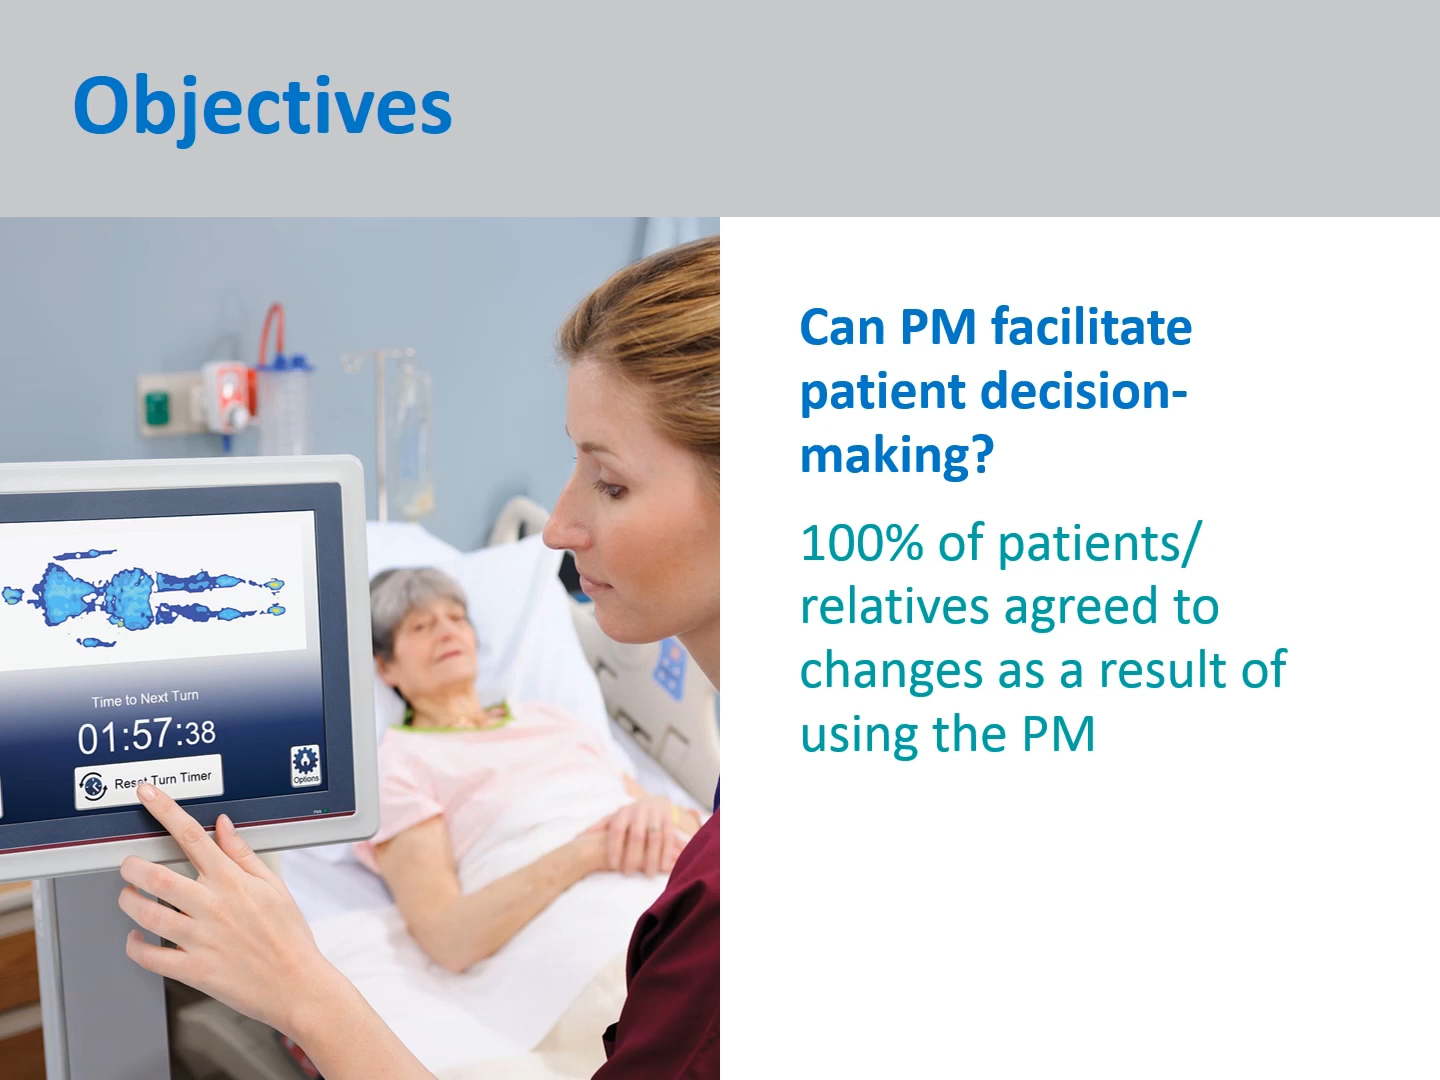 Objectives
Can PM facilitate
patient decision-
making?
100% of patients/
relatives agreed to
changes as a result of
using the PM
Time to Next Turn
01:57:38
Reset Turn Timer
Options